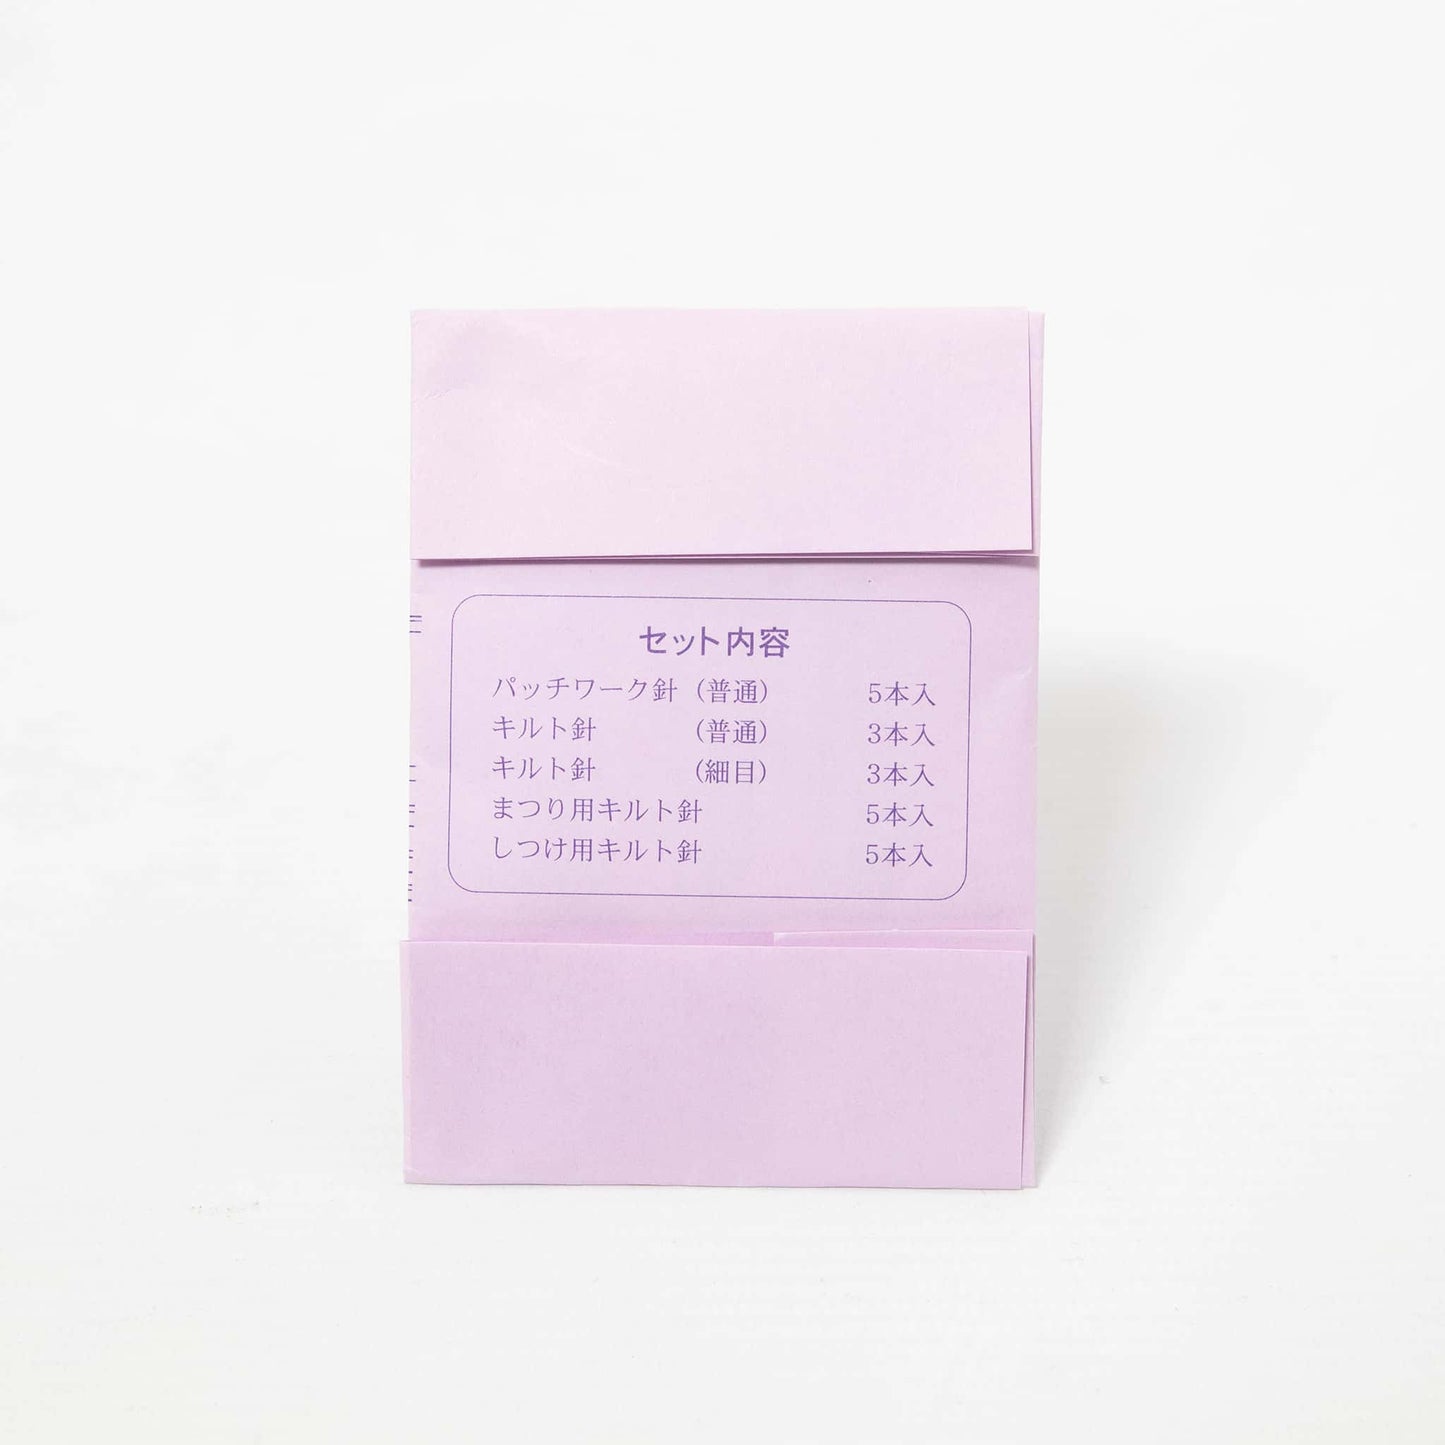 セット内容
パッチワーク針 (普通) 5本入
キルト針 (普通) 3本入
キルト針 (細目) 3本入
まつり用キルト針 5本入
しつけ用キルト針 5本入